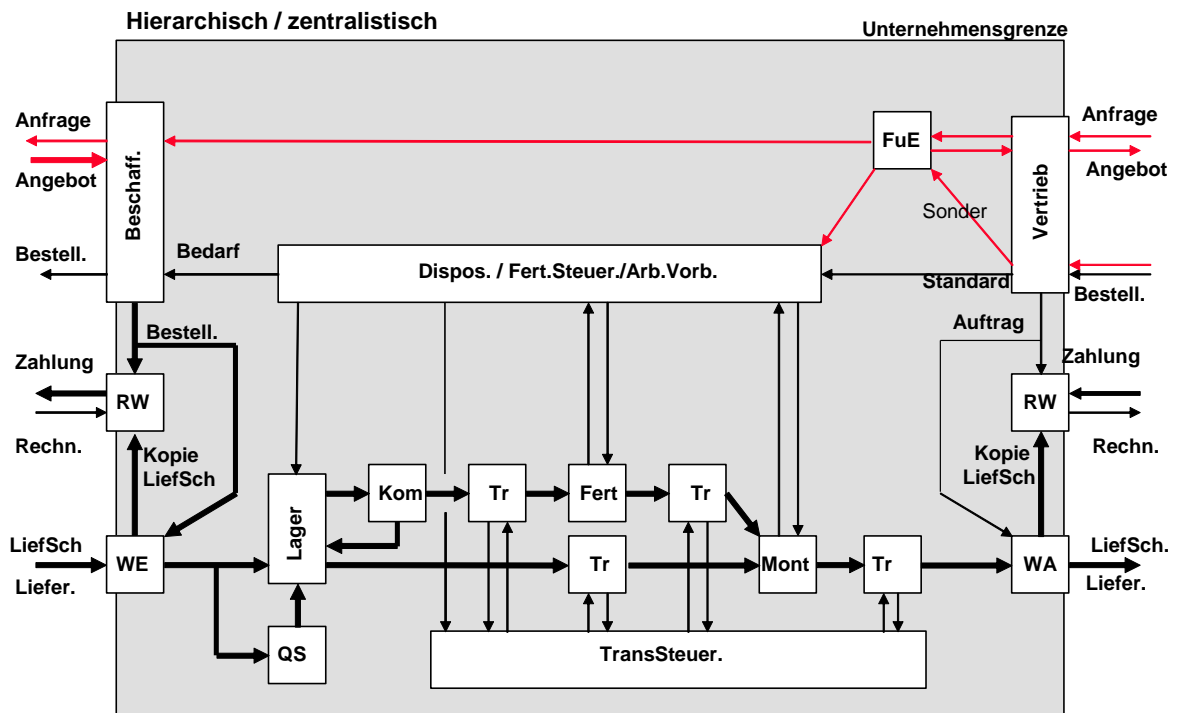 Hierarchisch / zentralistisch
Unternehmensgrenze
Anfrage
Angebot
Beschaff.
FuE
Vertrieb
Anfrage
Angebot
Sonder
Bestell.
Bedarf
Dispos. / Fert.Steuer./Arb.Vorb.
Standard
Bestell.
Bestell.
Auftrag
Zahlung
RW
Rechn.
Zahlung
RW
Rechn.
Kopie
LiefSch
Kopie
LiefSch
Lager
Kom
Tr
Fert
Tr
LiefSch
Liefer.
WE
Tr
Mont
Tr
WA
LiefSch.
Liefer.
QS
TransSteuer.